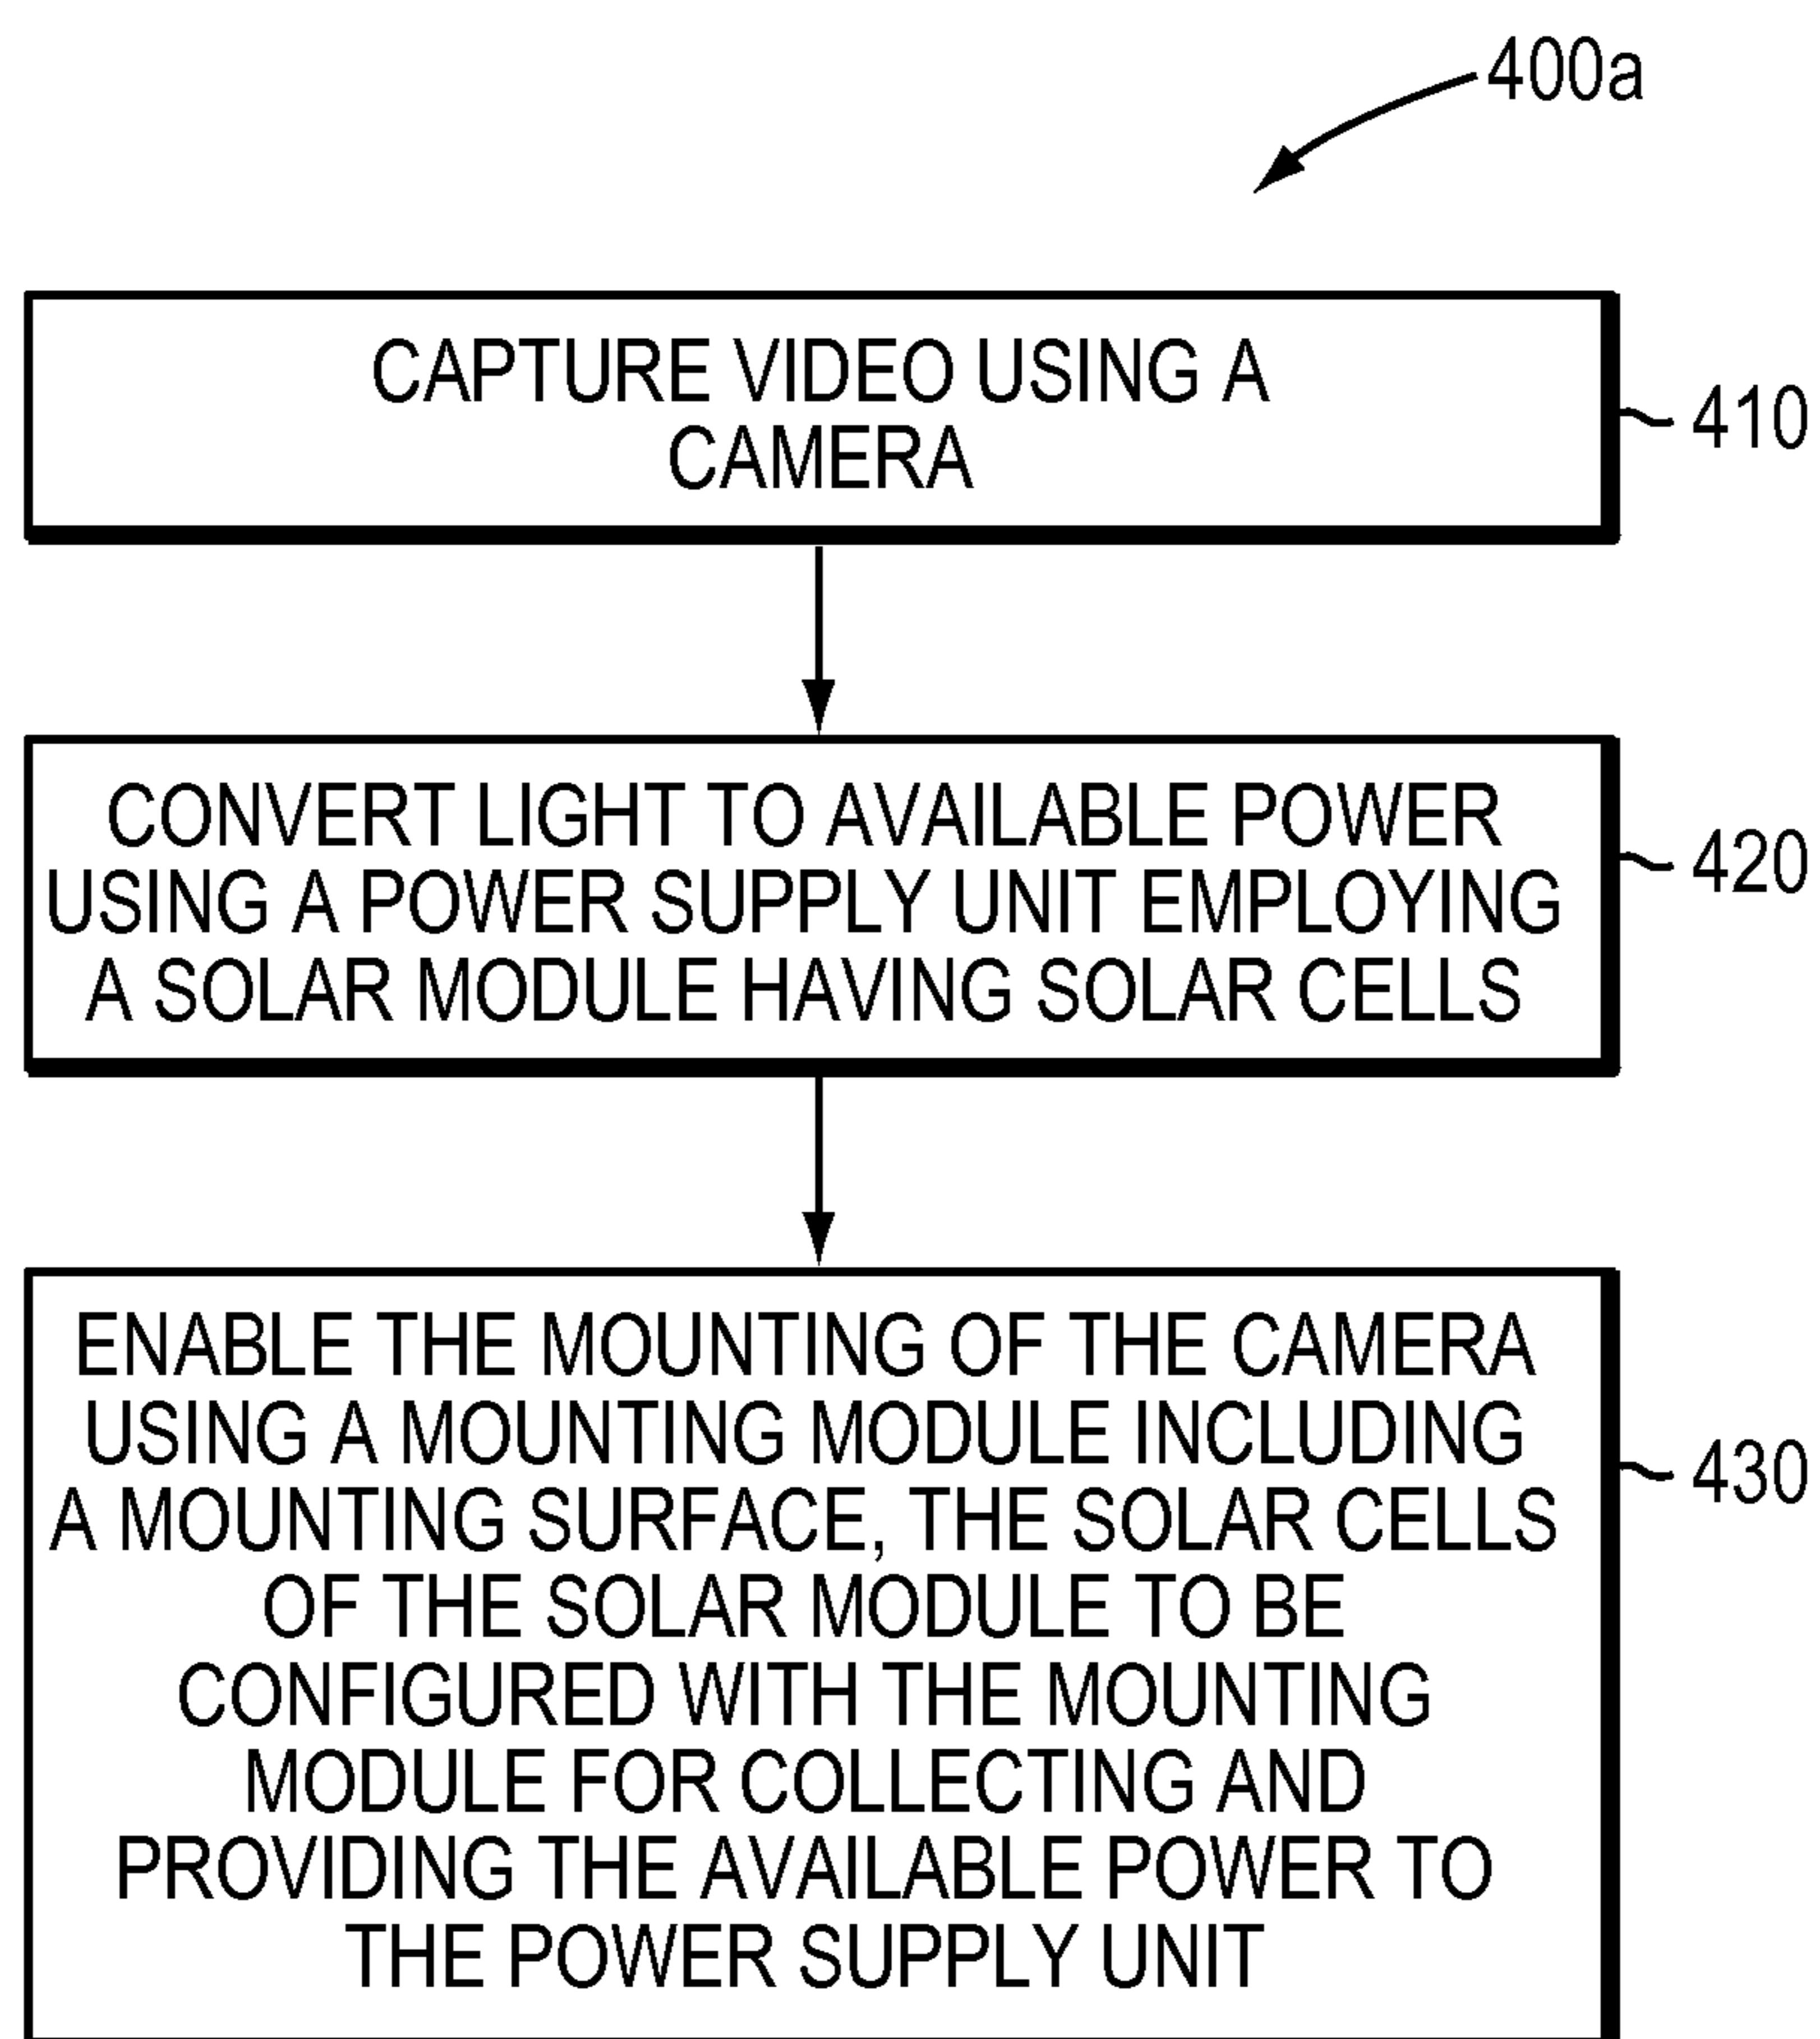 400a
CAPTURE VIDEO USING A
CAMERA
410
CONVERT LIGHT TO AVAILABLE POWER
USING A POWER SUPPLY UNIT EMPLOYING
A SOLAR MODULE HAVING SOLAR CELLS
420
ENABLE THE MOUNTING OF THE CAMERA
USING A MOUNTING MODULE INCLUDING
A MOUNTING SURFACE, THE SOLAR CELLS
OF THE SOLAR MODULE TO BE
CONFIGURED WITH THE MOUNTING
MODULE FOR COLLECTING AND
PROVIDING THE AVAILABLE POWER TO
THE POWER SUPPLY UNIT
430